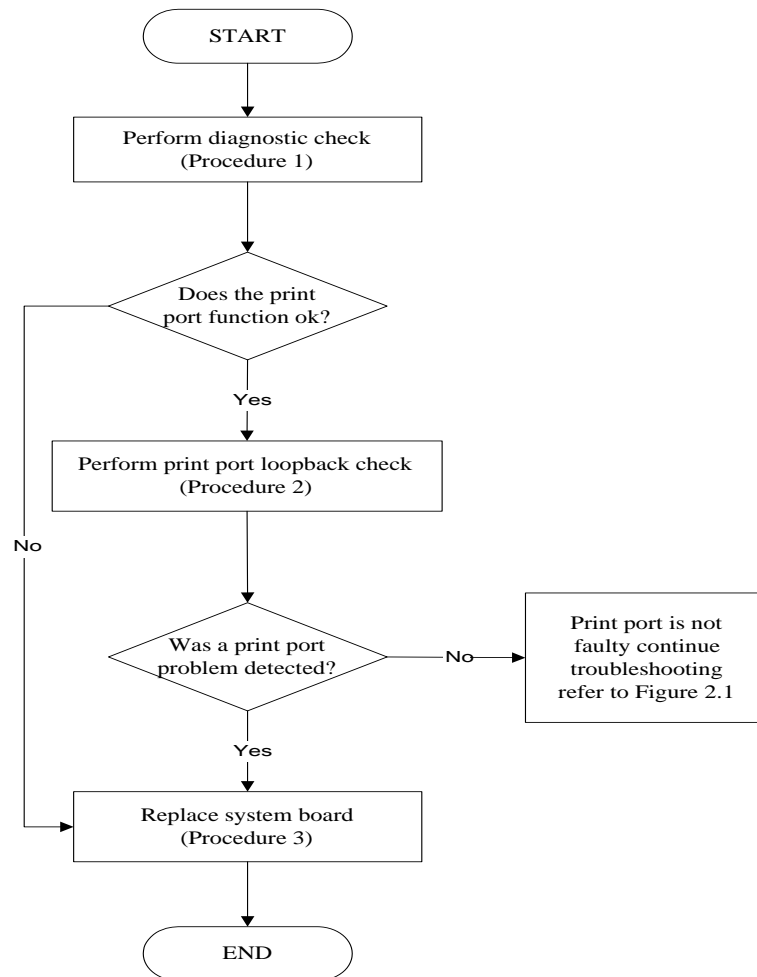 START
Perform diagnostic check
(Procedure 1)
Does the print
port function ok?
Yes
Perform print port loopback check
(Procedure 2)
No
Was a print port
problem detected?
No
Print port is not
faulty continue
troubleshooting
refer to Figure 2.1
Yes
Replace system board
(Procedure 3)
END